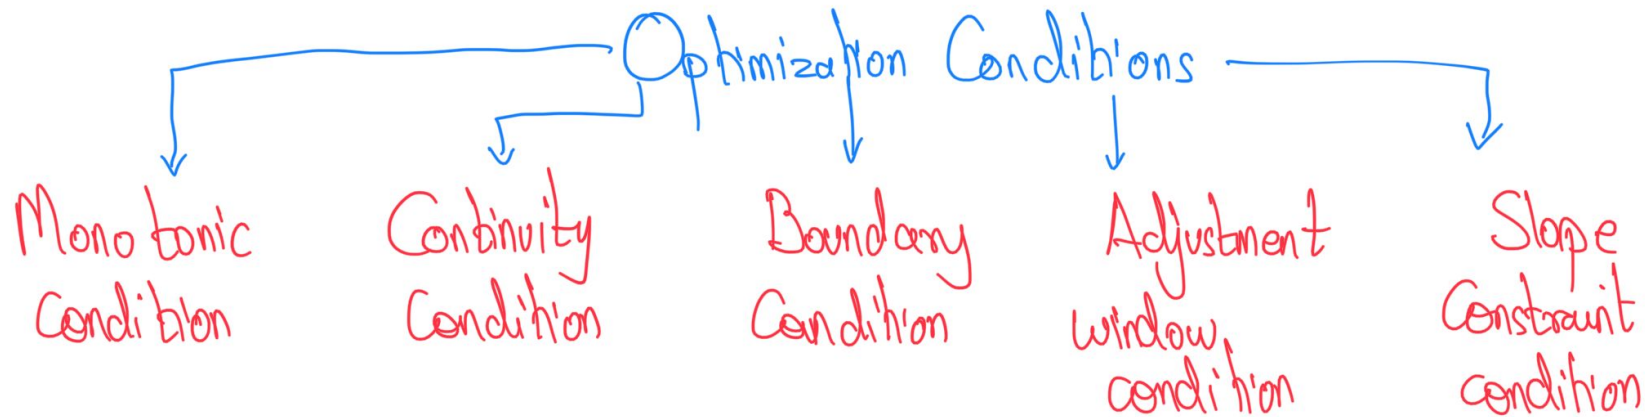 Optimization Conditions
Monotonic
Condition
Continuity
Condition
Boundary
Condition
Adjustment
window
condition
Slope
Constraint
condition